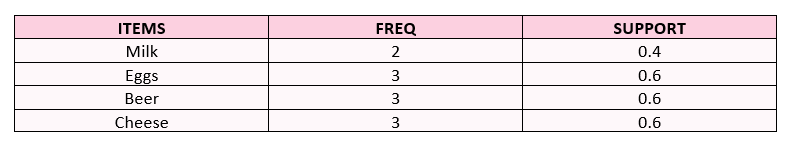 ITEMS FREQ SUPPORT
Milk 2 0.4
Eggs 3 0.6
Beer 3 0.6
Cheese 3 0.6